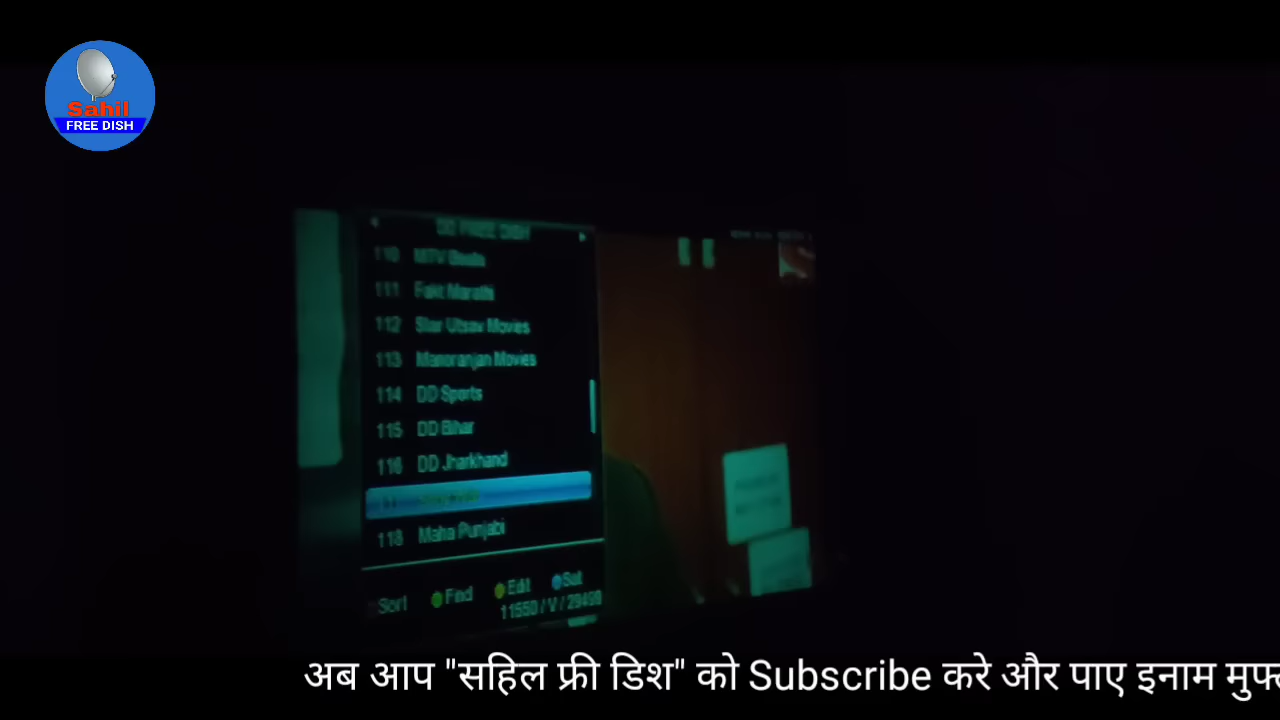 Sahil
FREE DISH
DD FREE DISH
110 MTV Beats
111 Fakt Marathi
112 Star Utsav Movies
113 Manoranjan Movies
114 DD Sports
115 DD Bihar
116 DD Jharkhand
118 Maha Punjabi
Sort Find Edit Sat
11550 / V / 29499
अब आप "सहिल फ्री डिश" को Subscribe करे और पाए इनाम मुफ्त